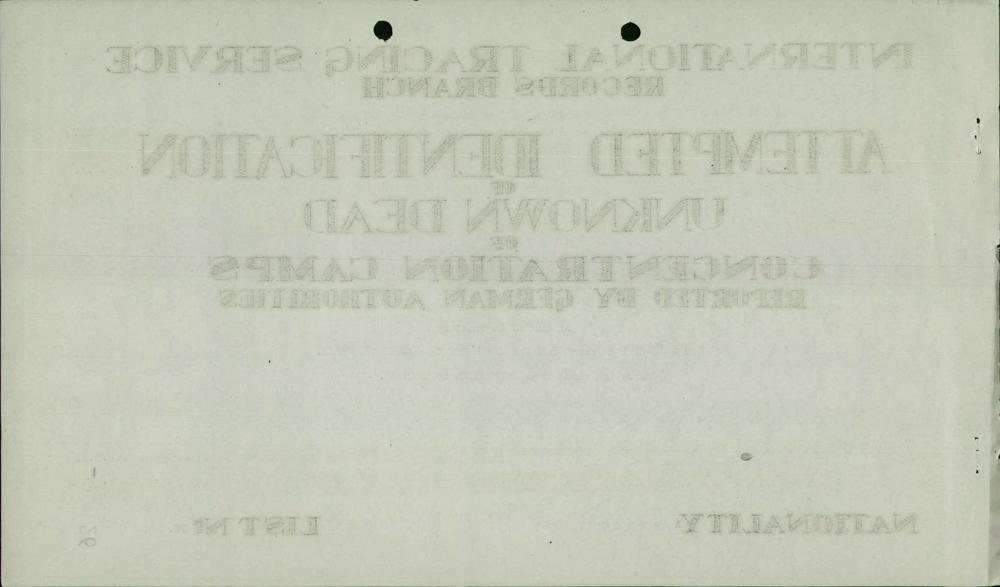 INTERNATIONAL TRACING SERVICE
RECORDS BRANCH
ATTEMPTED IDENTIFICATION
OF
UNKNOWN DEAD
OF
CONCENTRATION CAMPS
REPORTED BY GERMAN AUTHORITIES
NATIONALITY
LIST Nº
26